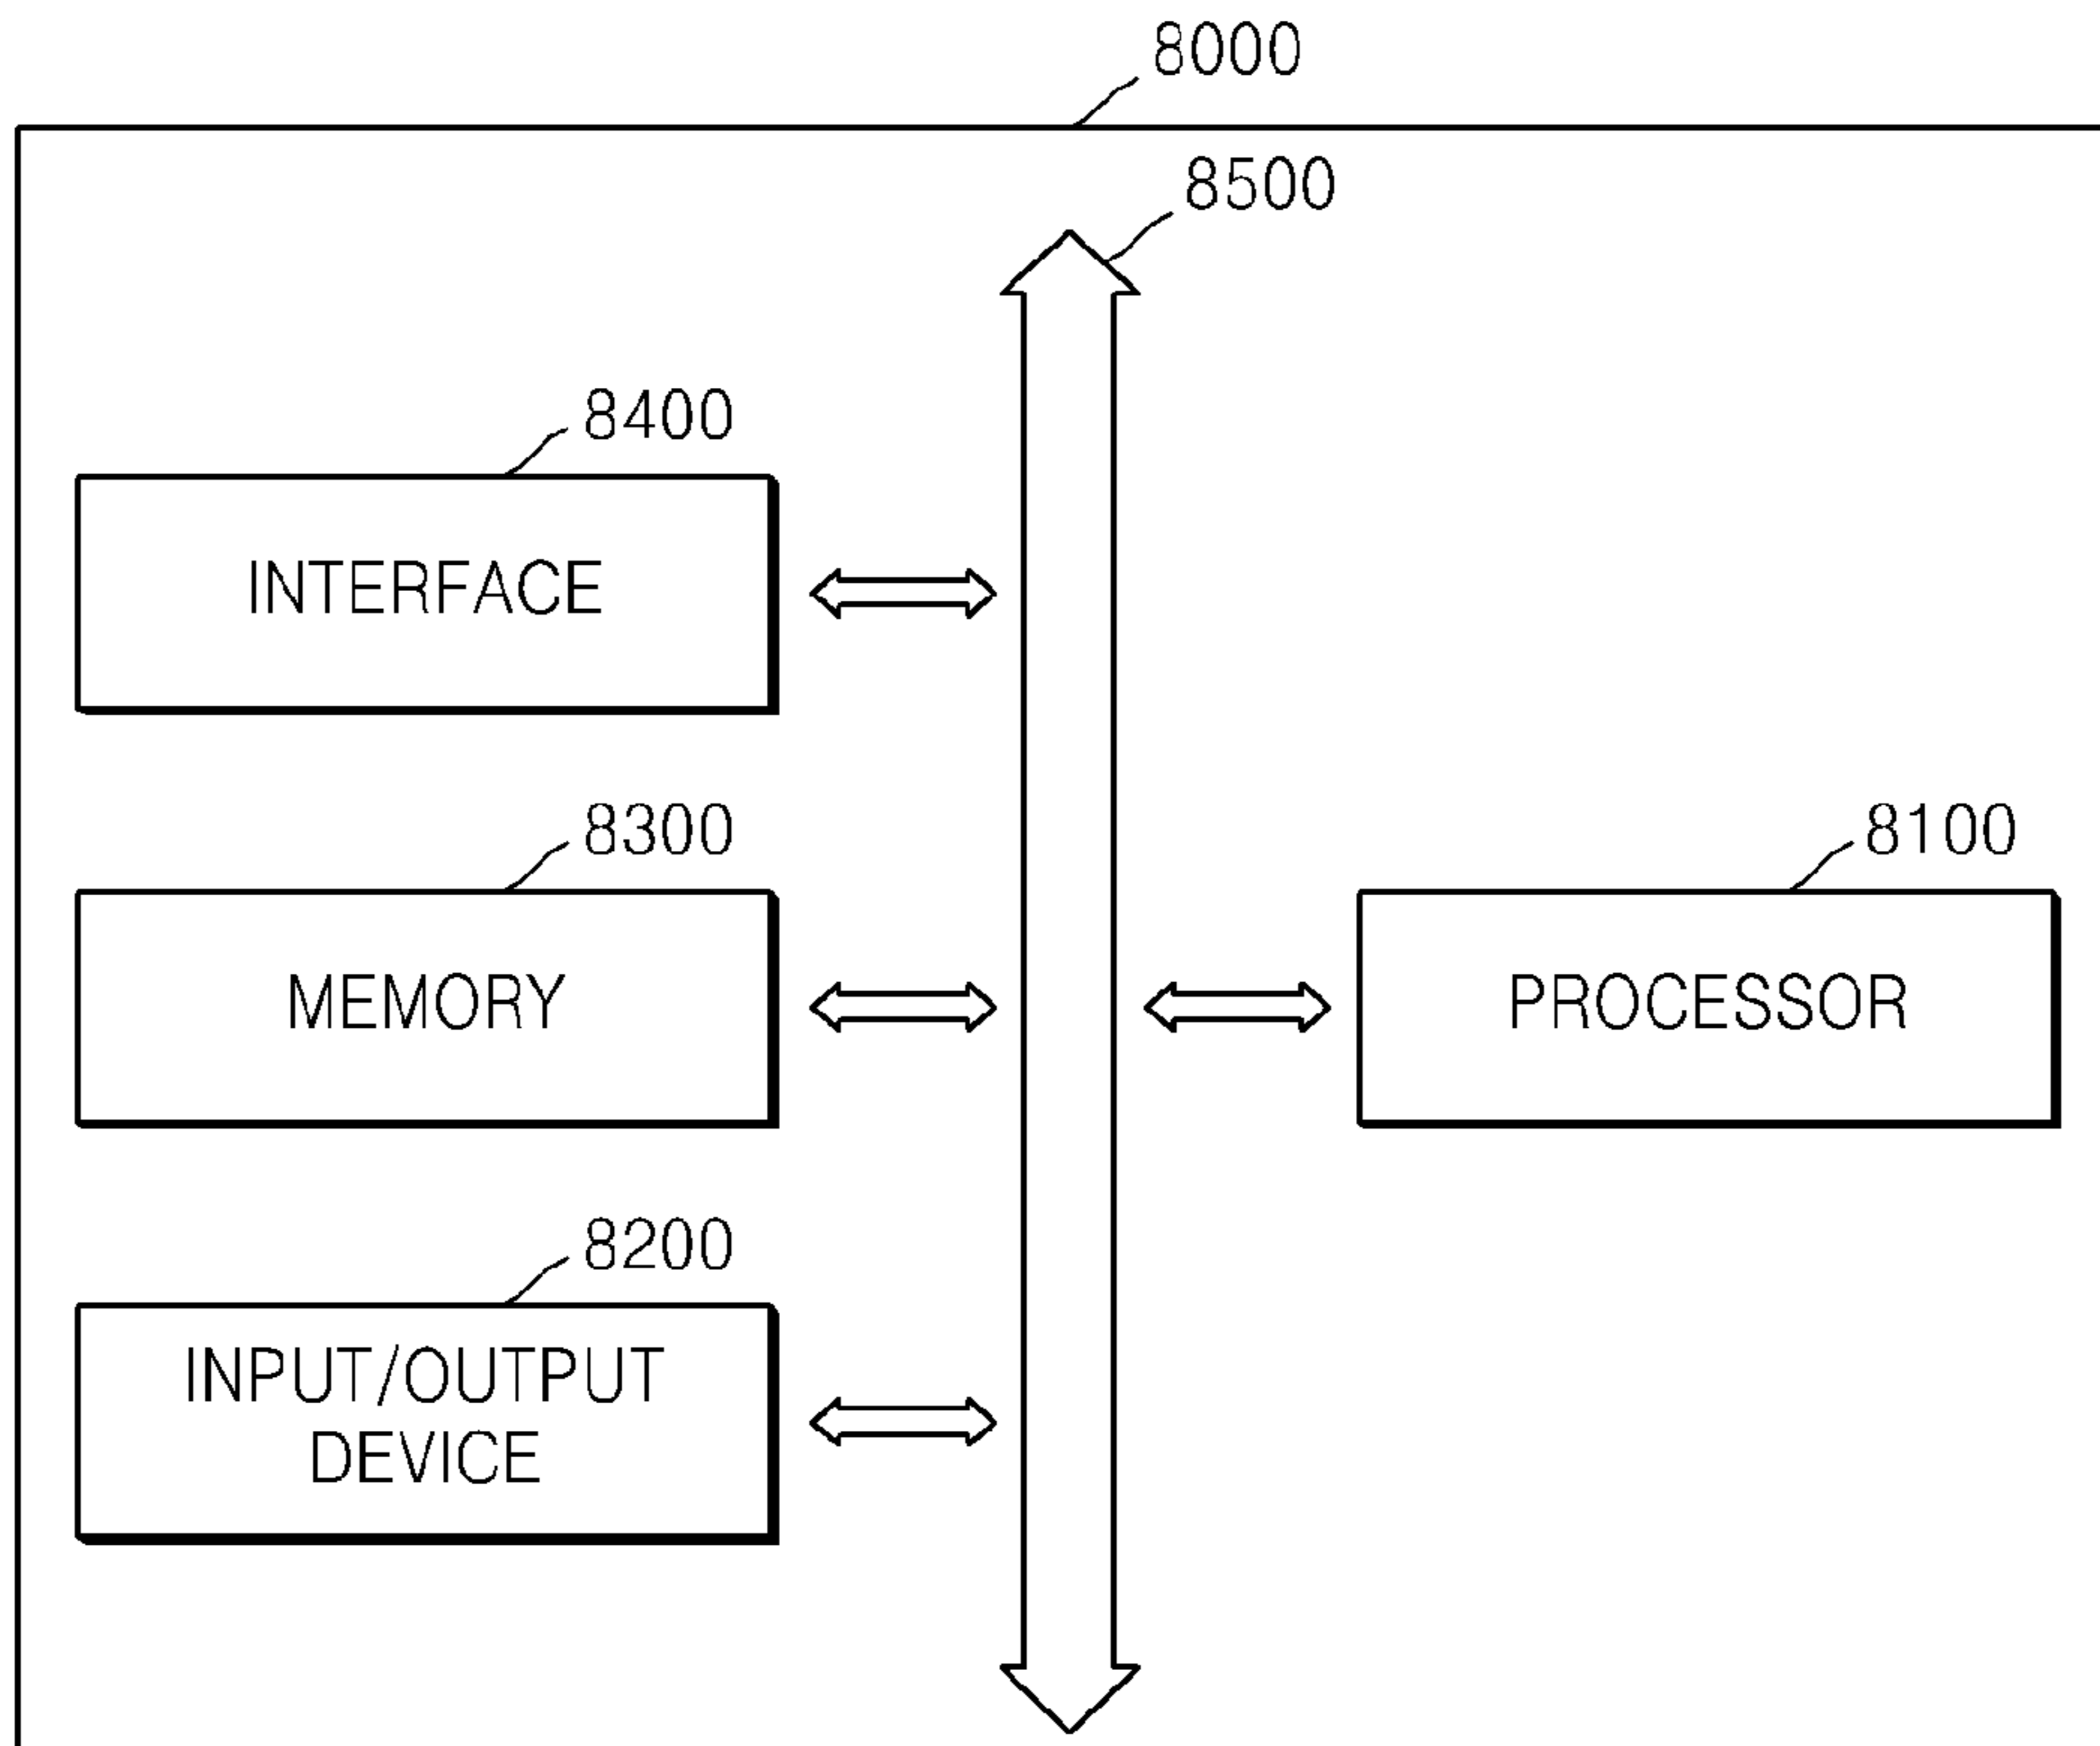 8000
8500
8400
INTERFACE
8300
MEMORY
8100
PROCESSOR
8200
INPUT/OUTPUT
DEVICE